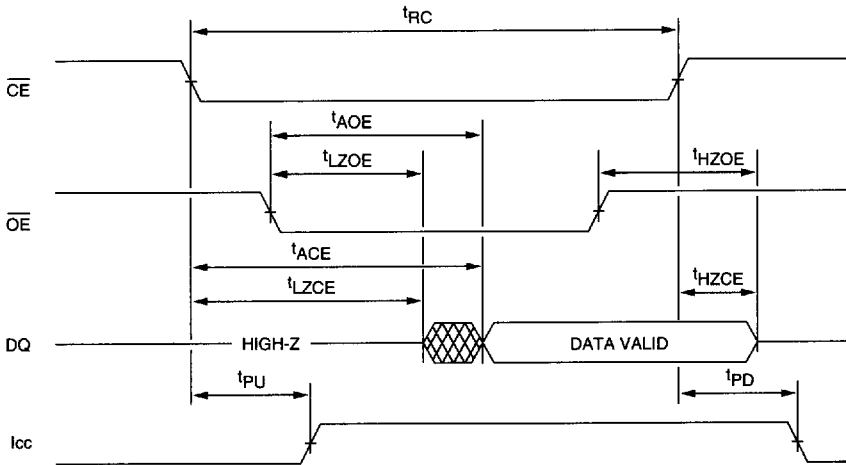 tRC
CE
tAOE
tLZOE
tHZOE
OE
tACE
tLZCE
tHZCE
DQ HIGH-Z DATA VALID
tPU tPD
Icc